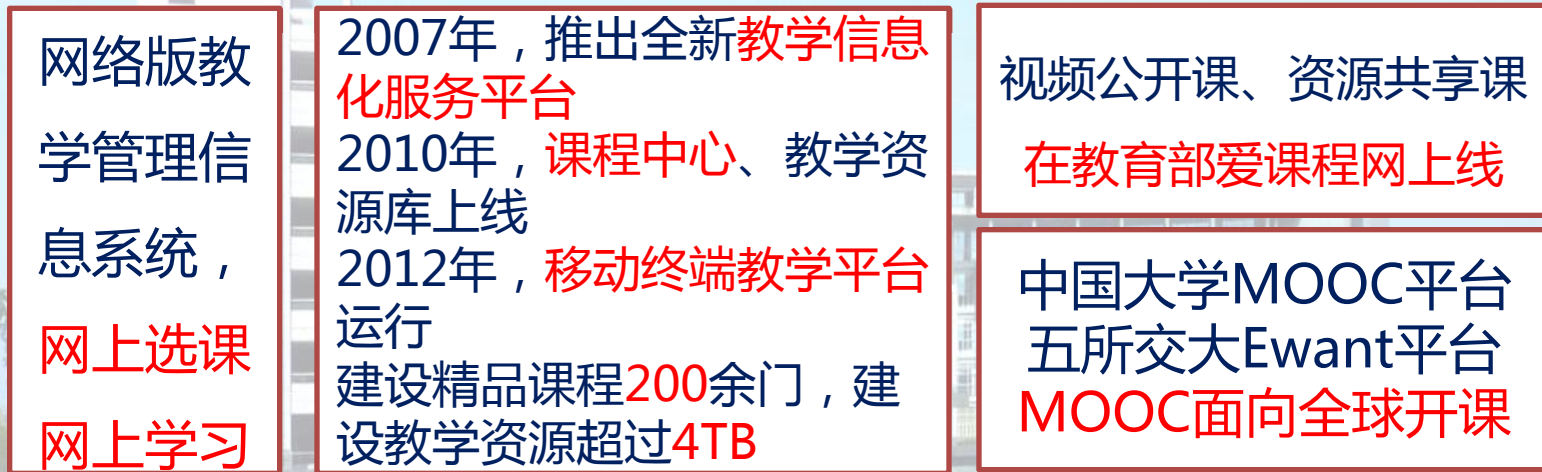 网络版教
学管理信
息系统，
网上选课
网上学习
2007年，推出全新教学信息
化服务平台
2010年，课程中心、教学资
源库上线
2012年，移动终端教学平台
运行
建设精品课程200余门，建
设教学资源超过4TB
视频公开课、资源共享课
在教育部爱课程网上线
中国大学MOOC平台
五所交大Ewant平台
MOOC面向全球开课